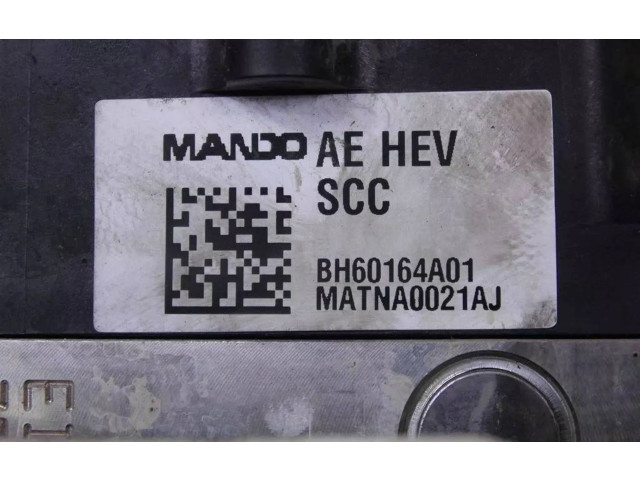 MANDO AE HEV
SCC
BH60164A01
MATNA0021AJ